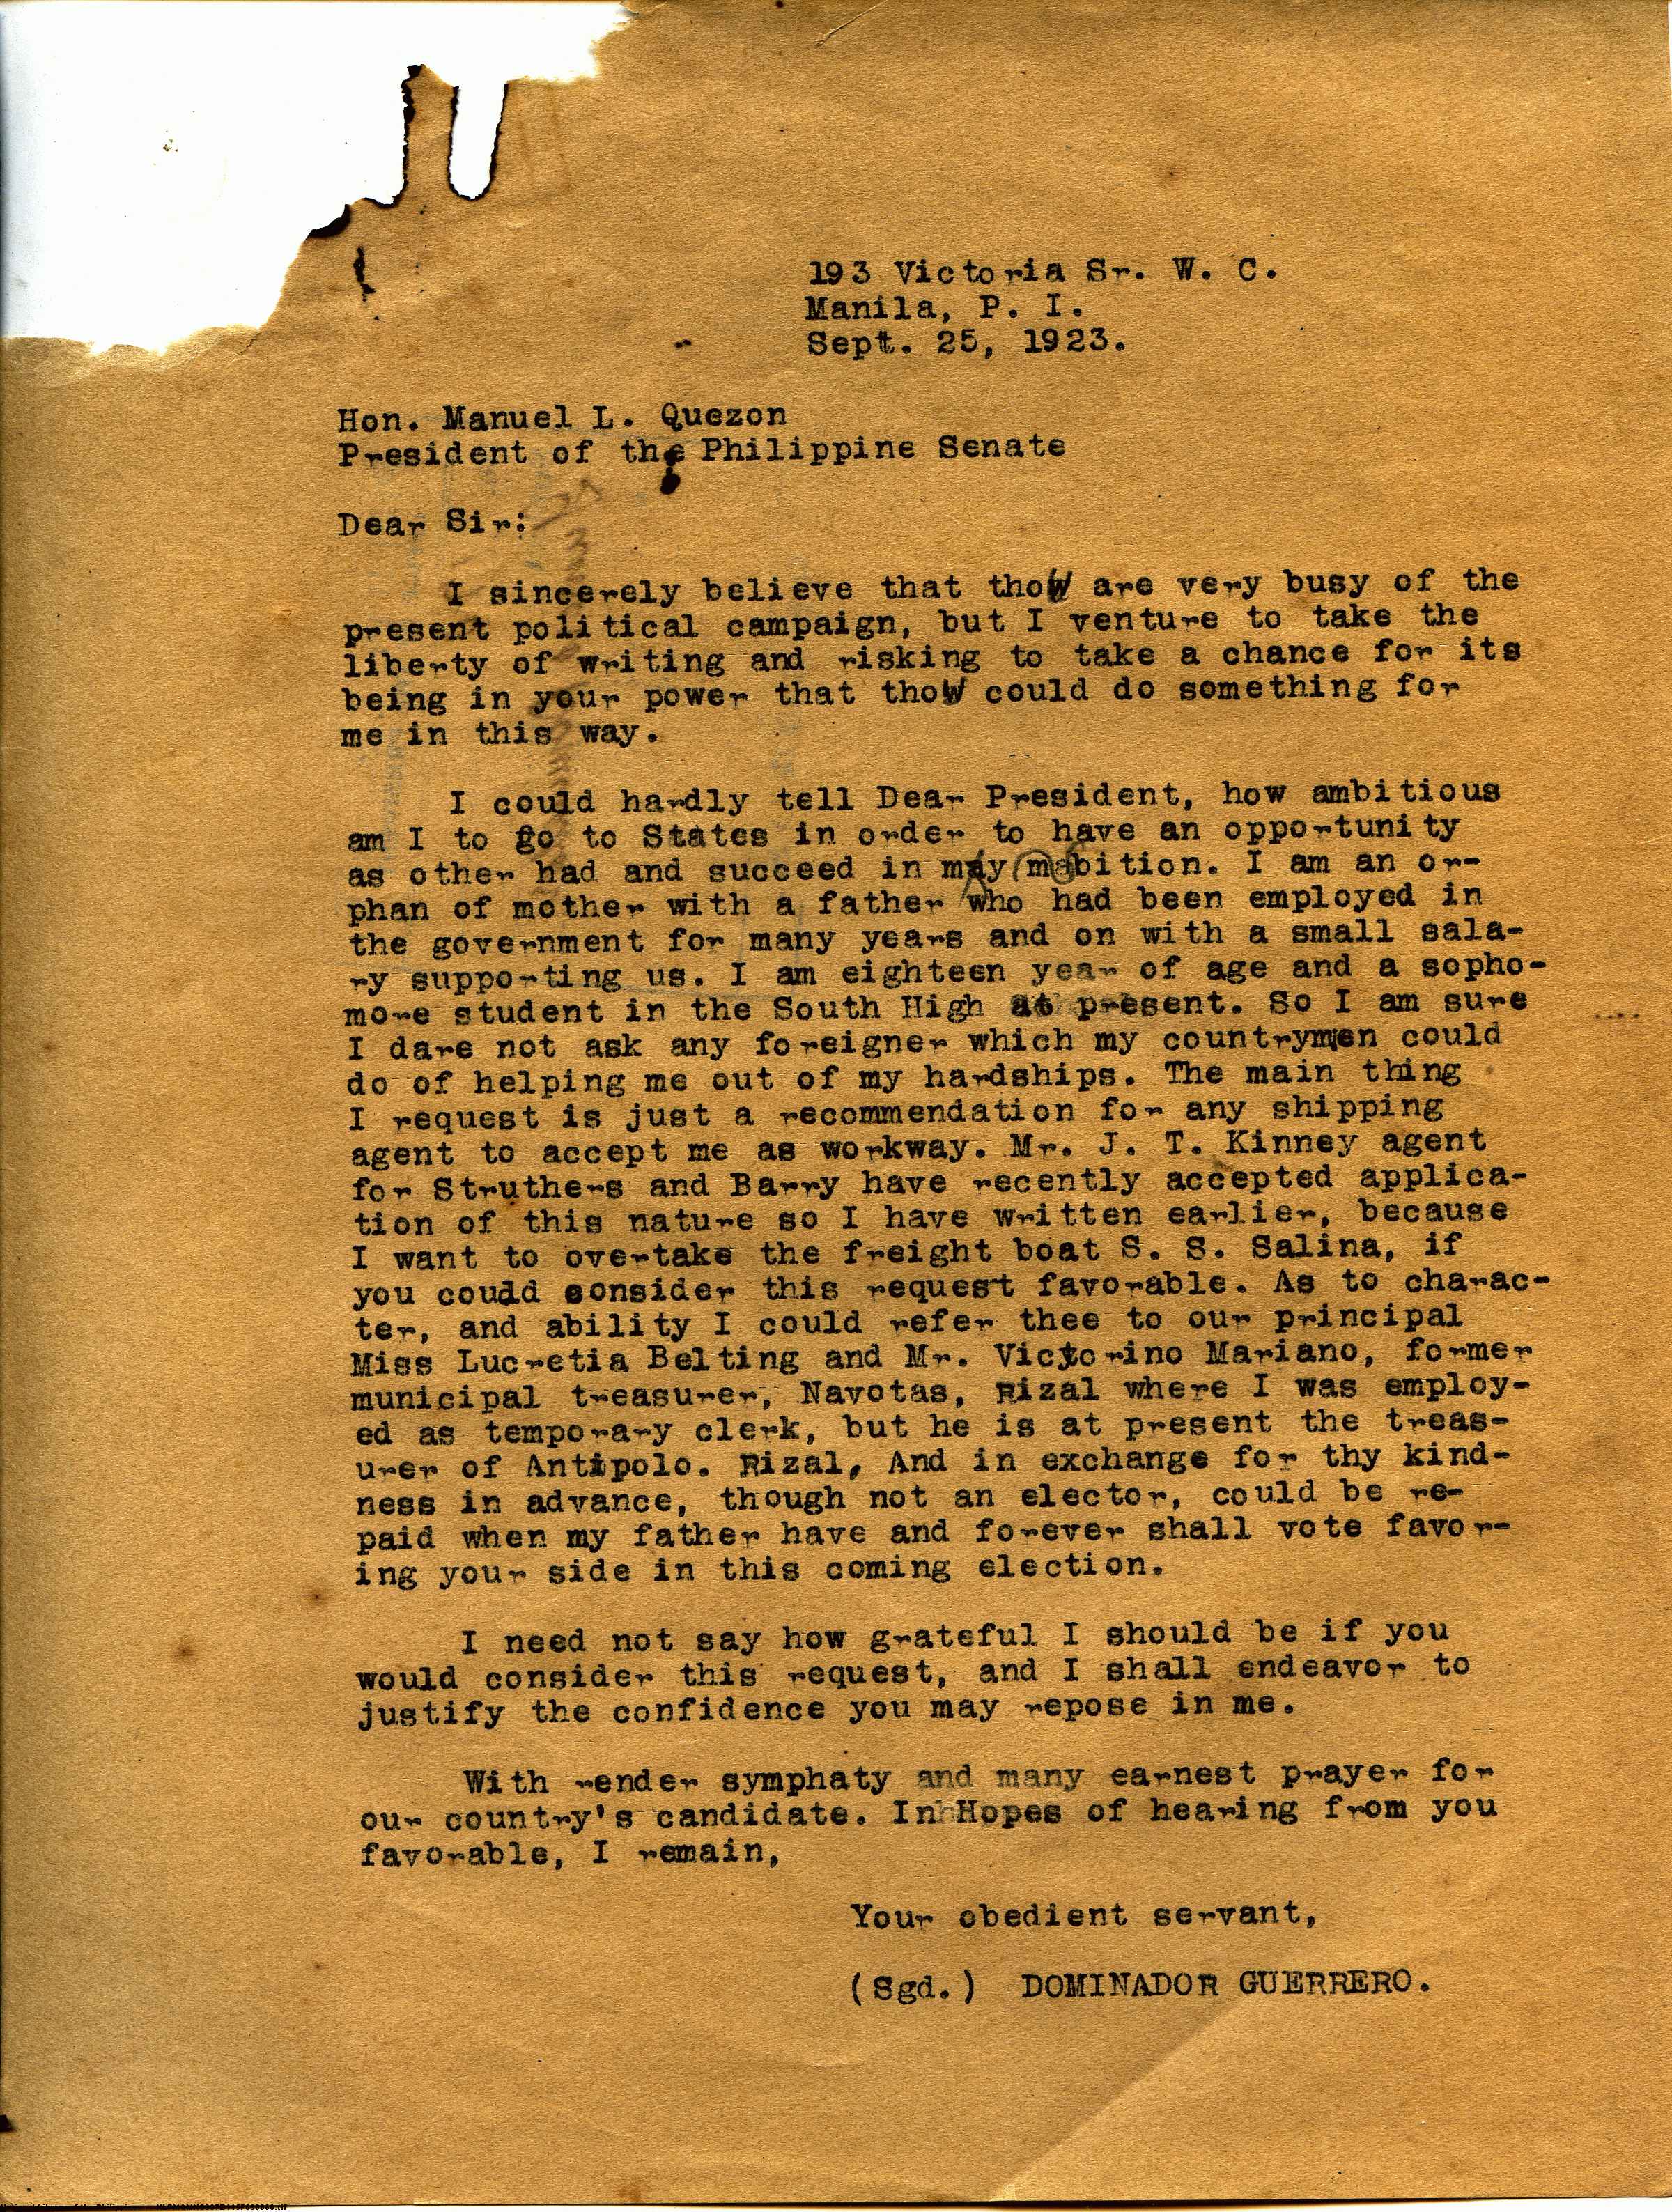 193 Victoria Sr. W. C.
Manila, P. I.
Sept. 25, 1923.
Hon. Manuel L. Quezon
President of the Philippine Senate
Dear Sir:
I sincerely believe that thou are very busy of the
present political campaign, but I venture to take the
liberty of writing and risking to take a chance for its
being in your power that thou could do something for
me in this way.
I could hardly tell Dear President, how ambitious
am I to go to States in order to have an opportunity
as other had and succeed in may mabition. I am an or-
phan of mother with a father who had been employed in
the government for many years and on with a small sala-
ry supporting us. I am eighteen year of age and a sopho-
more student in the South High at present. So I am sure
I dare not ask any foreigner which my countrymen could
do of helping me out of my hardships. The main thing
I request is just a recommendation for any shipping
agent to accept me as workway. Mr. J. T. Kinney agent
for Struthers and Barry have recently accepted applica-
tion of this nature so I have written earlier, because
I want to overtake the freight boat S. S. Salina, if
you coudd consider this request favorable. As to charac-
ter, and ability I could refer thee to our principal
Miss Lucretia Belting and Mr. Victorino Mariano, former
municipal treasurer, Navotas, Rizal where I was employ-
ed as temporary clerk, but he is at present the treas-
urer of Antipolo. Rizal, And in exchange for thy kind-
ness in advance, though not an elector, could be re-
paid when my father have and forever shall vote favor-
ing your side in this coming election.
I need not say how grateful I should be if you
would consider this request, and I shall endeavor to
justify the confidence you may repose in me.
With render symphaty and many earnest prayer for
our country's candidate. In Hopes of hearing from you
favorable, I remain,
Your obedient servant,
(Sgd.) DOMINADOR GUERRERO.